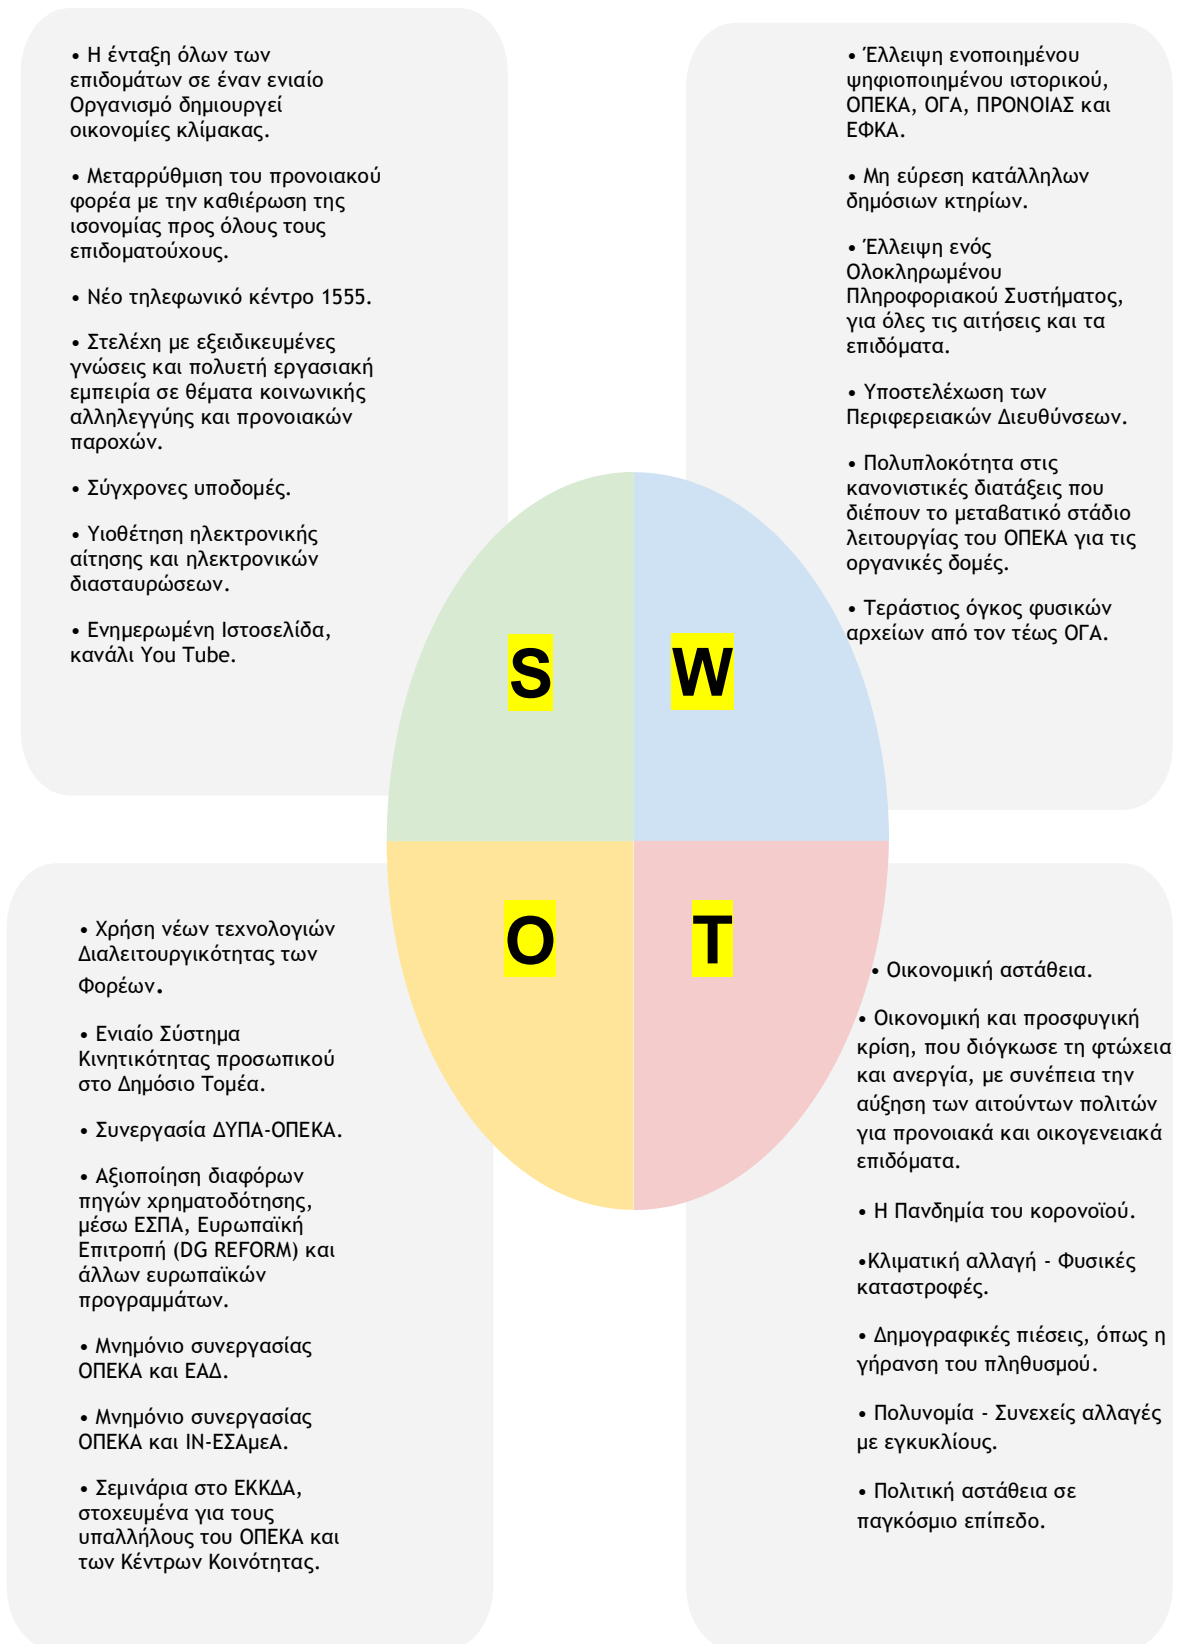 • Η ένταξη όλων των
επιδομάτων σε έναν ενιαίο
Οργανισμό δημιουργεί
οικονομίες κλίμακας.
• Μεταρρύθμιση του προνοιακού
φορέα με την καθιέρωση της
ισονομίας προς όλους τους
επιδοματούχους.
• Νέο τηλεφωνικό κέντρο 1555.
• Στελέχη με εξειδικευμένες
γνώσεις και πολυετή εργασιακή
εμπειρία σε θέματα κοινωνικής
αλληλεγγύης και προνοιακών
παροχών.
• Σύγχρονες υποδομές.
• Υιοθέτηση ηλεκτρονικής
αίτησης και ηλεκτρονικών
διασταυρώσεων.
• Ενημερωμένη Ιστοσελίδα,
κανάλι You Tube.
• Έλλειψη ενοποιημένου
ψηφιοποιημένου ιστορικού,
ΟΠΕΚΑ, ΟΓΑ, ΠΡΟΝΟΙΑΣ και
ΕΦΚΑ.
• Μη εύρεση κατάλληλων
δημόσιων κτηρίων.
• Έλλειψη ενός
Ολοκληρωμένου
Πληροφοριακού Συστήματος,
για όλες τις αιτήσεις και τα
επιδόματα.
• Υποστελέχωση των
Περιφερειακών Διευθύνσεων.
• Πολυπλοκότητα στις
κανονιστικές διατάξεις που
διέπουν το μεταβατικό στάδιο
λειτουργίας του ΟΠΕΚΑ για τις
οργανικές δομές.
• Τεράστιος όγκος φυσικών
αρχείων από τον τέως ΟΓΑ.
S
W
O
T
• Χρήση νέων τεχνολογιών
Διαλειτουργικότητας των
Φορέων.
• Ενιαίο Σύστημα
Κινητικότητας προσωπικού
στο Δημόσιο Τομέα.
• Συνεργασία ΔΥΠΑ-ΟΠΕΚΑ.
• Αξιοποίηση διαφόρων
πηγών χρηματοδότησης,
μέσω ΕΣΠΑ, Ευρωπαϊκή
Επιτροπή (DG REFORM) και
άλλων ευρωπαϊκών
προγραμμάτων.
• Μνημόνιο συνεργασίας
ΟΠΕΚΑ και ΕΑΔ.
• Μνημόνιο συνεργασίας
ΟΠΕΚΑ και ΙΝ-ΕΣΑμεΑ.
• Σεμινάρια στο ΕΚΚΔΑ,
στοχευμένα για τους
υπαλλήλους του ΟΠΕΚΑ και
των Κέντρων Κοινότητας.
• Οικονομική αστάθεια.
• Οικονομική και προσφυγική
κρίση, που διόγκωσε τη φτώχεια
και ανεργία, με συνέπεια την
αύξηση των αιτούντων πολιτών
για προνοιακά και οικογενειακά
επιδόματα.
• Η Πανδημία του κορονοϊού.
•Κλιματική αλλαγή - Φυσικές
καταστροφές.
• Δημογραφικές πιέσεις, όπως η
γήρανση του πληθυσμού.
• Πολυνομία - Συνεχείς αλλαγές
με εγκυκλίους.
• Πολιτική αστάθεια σε
παγκόσμιο επίπεδο.